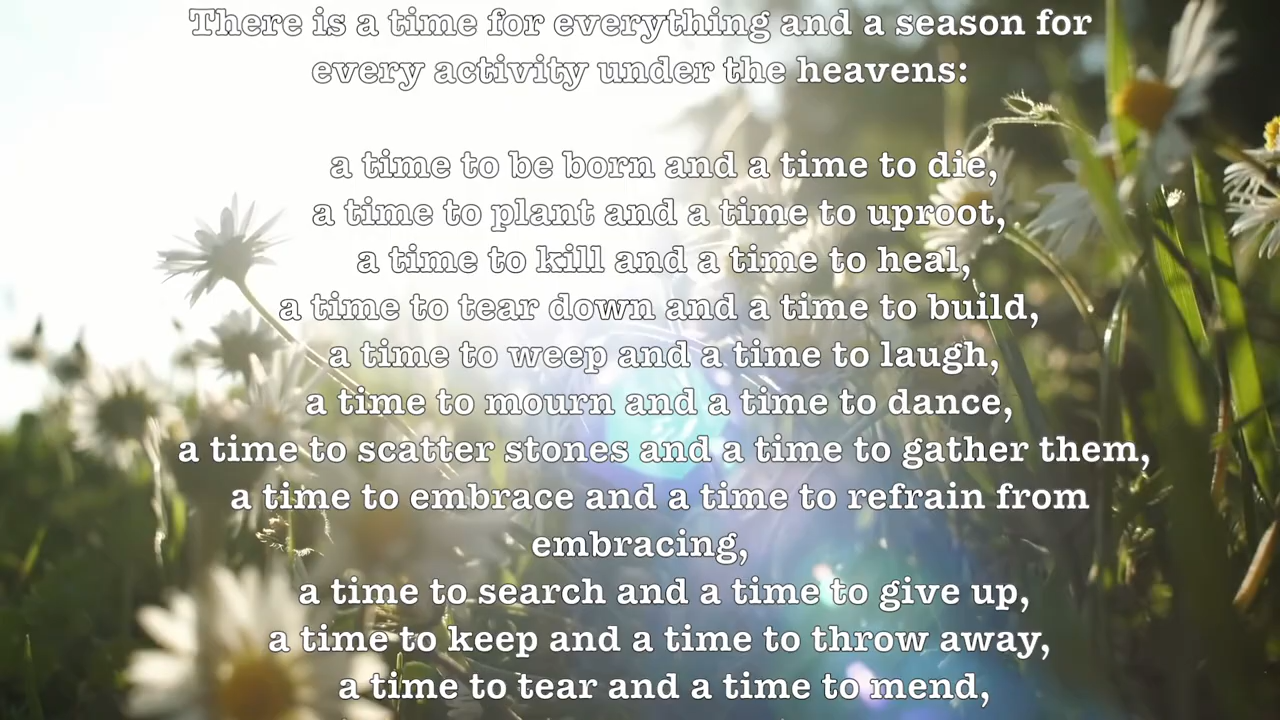 There is a time for everything and a season for
every activity under the heavens:
a time to be born and a time to die,
a time to plant and a time to uproot,
a time to kill and a time to heal,
a time to tear down and a time to build,
a time to weep and a time to laugh,
a time to mourn and a time to dance,
a time to scatter stones and a time to gather them,
a time to embrace and a time to refrain from
embracing,
a time to search and a time to give up,
a time to keep and a time to throw away,
a time to tear and a time to mend,